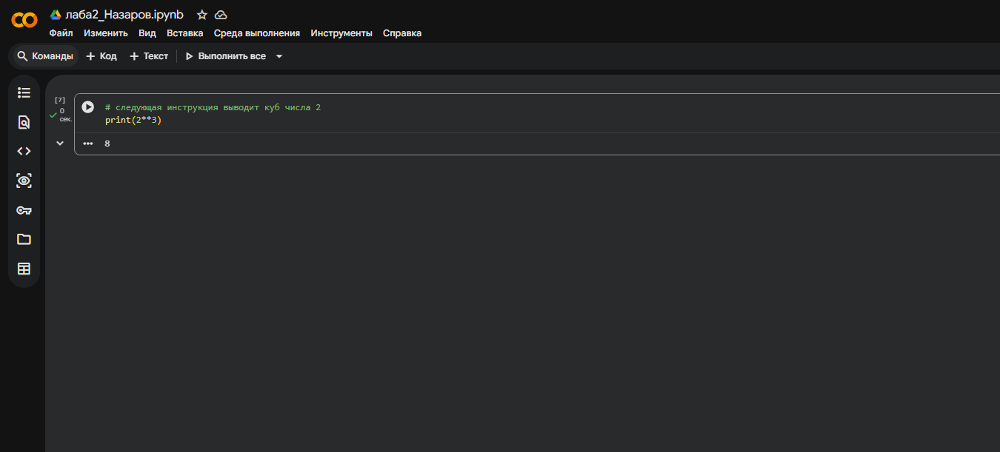 лаба2_Назаров.ipynb
Файл Изменить Вид Вставка Среда выполнения Инструменты Справка
Команды + Код + Текст Выполнить все
[7]
0
сек.
# следующая инструкция выводит куб числа 2
print(2**3)
8